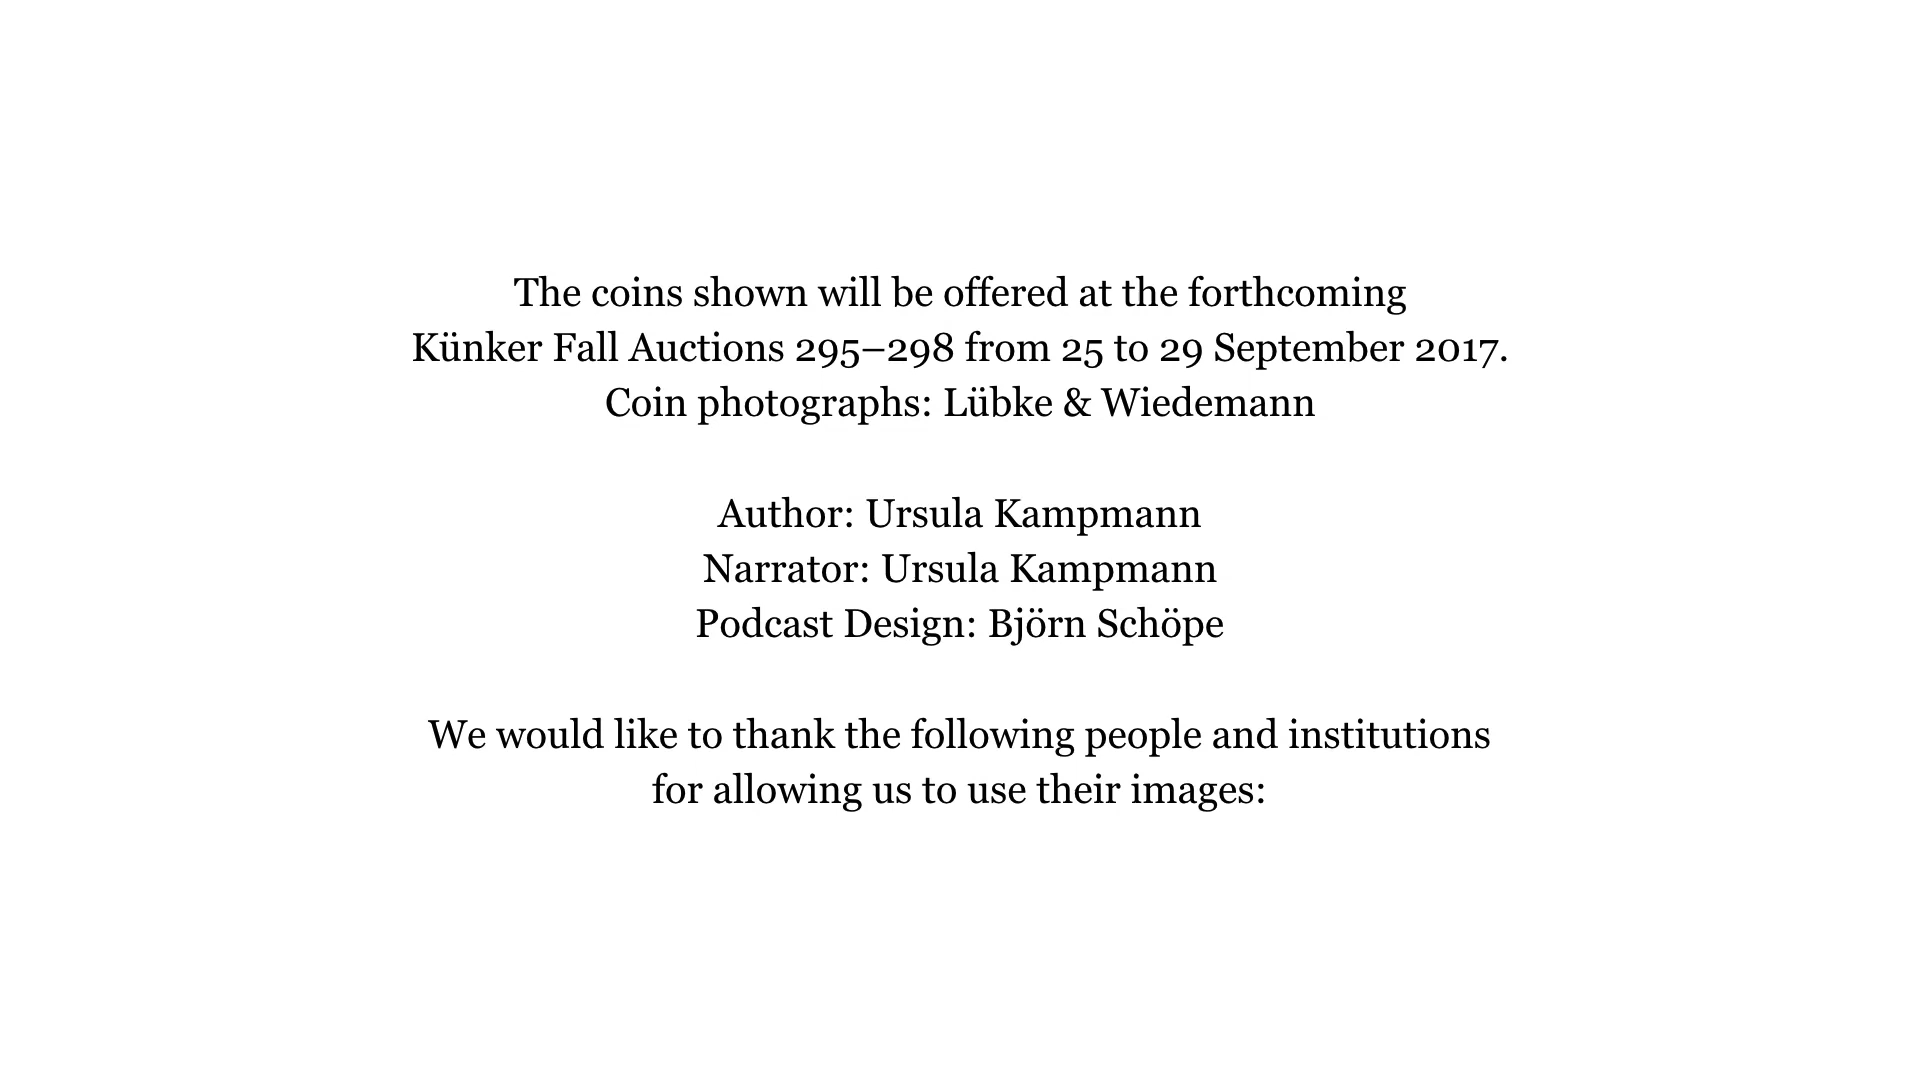 The coins shown will be offered at the forthcoming
Künker Fall Auctions 295–298 from 25 to 29 September 2017.
Coin photographs: Lübke & Wiedemann
Author: Ursula Kampmann
Narrator: Ursula Kampmann
Podcast Design: Björn Schöpe
We would like to thank the following people and institutions
for allowing us to use their images: